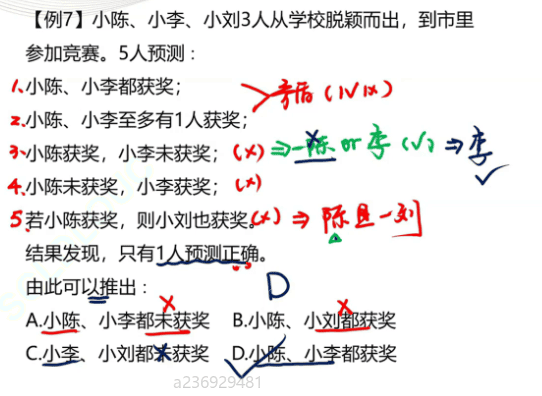 【例7】小陈、小李、小刘3人从学校脱颖而出，到市里
参加竞赛。5人预测：
1.小陈、小李都获奖；
矛盾(1√1×)
2.小陈、小李至多有1人获奖；
3.小陈获奖，小李未获奖；(×)⇒一陈 or 李(√)⇒李
4.小陈未获奖，小李获奖；(×)
5.若小陈获奖，则小刘也获奖。(×)⇒陈且一刘
结果发现，只有1人预测正确。
由此可以推出：D
A.小陈、小李都未获奖 B.小陈、小刘都获奖
C.小李、小刘都未获奖 D.小陈、小李都获奖
a236929481